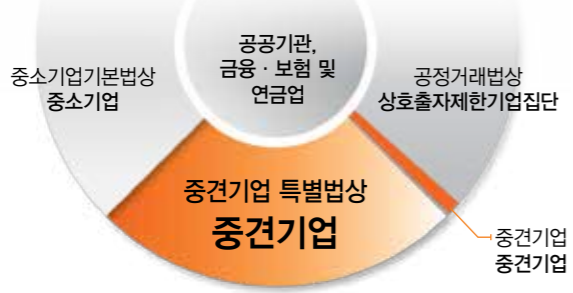 공공기관,
금융 · 보험 및
연금업
중소기업기본법상
중소기업
공정거래법상
상호출자제한기업집단
중견기업 특별법상
중견기업
중견기업
중견기업